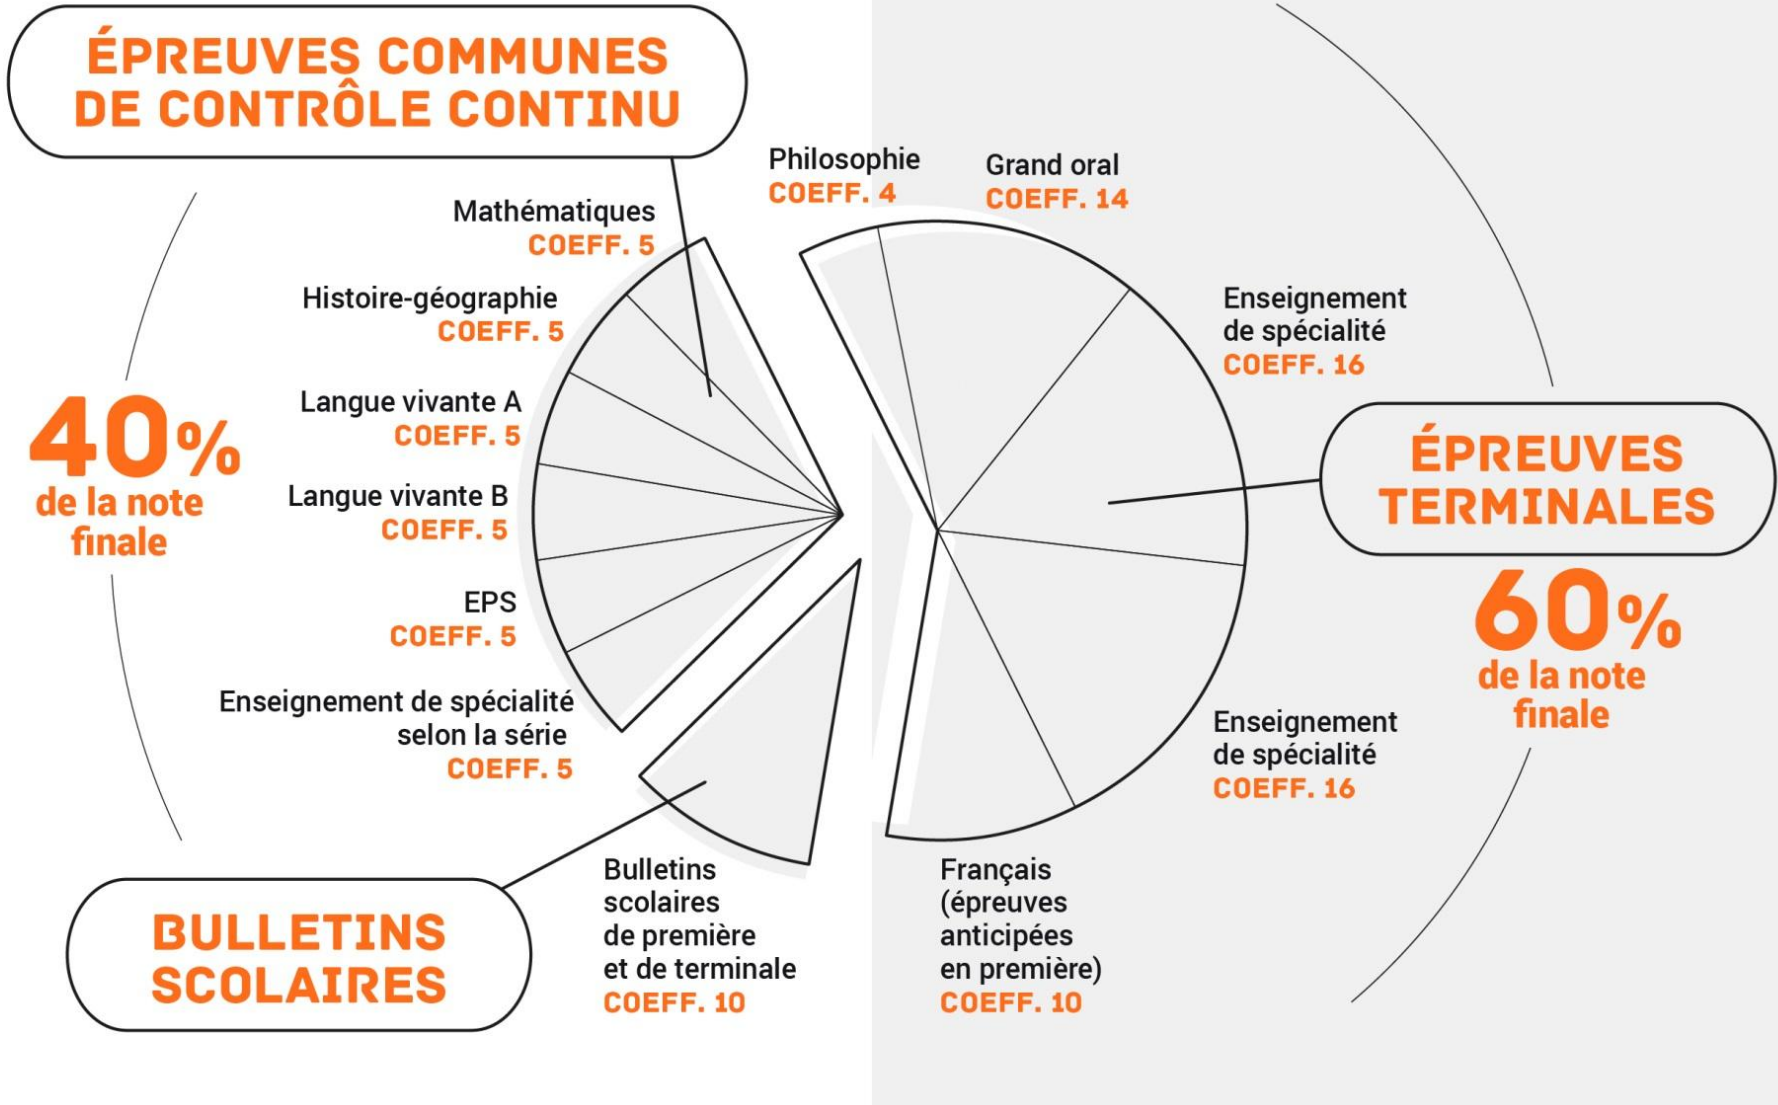 ÉPREUVES COMMUNES
DE CONTRÔLE CONTINU
Mathématiques
COEFF. 5
Histoire-géographie
COEFF. 5
Langue vivante A
COEFF. 5
Langue vivante B
COEFF. 5
EPS
COEFF. 5
Enseignement de spécialité
selon la série
COEFF. 5
40%
de la note
finale
BULLETINS
SCOLAIRES
Bulletins
scolaires
de première
et de terminale
COEFF. 10
Philosophie
COEFF. 4
Grand oral
COEFF. 14
Enseignement
de spécialité
COEFF. 16
ÉPREUVES
TERMINALES
60%
de la note
finale
Enseignement
de spécialité
COEFF. 16
Français
(épreuves
anticipées
en première)
COEFF. 10